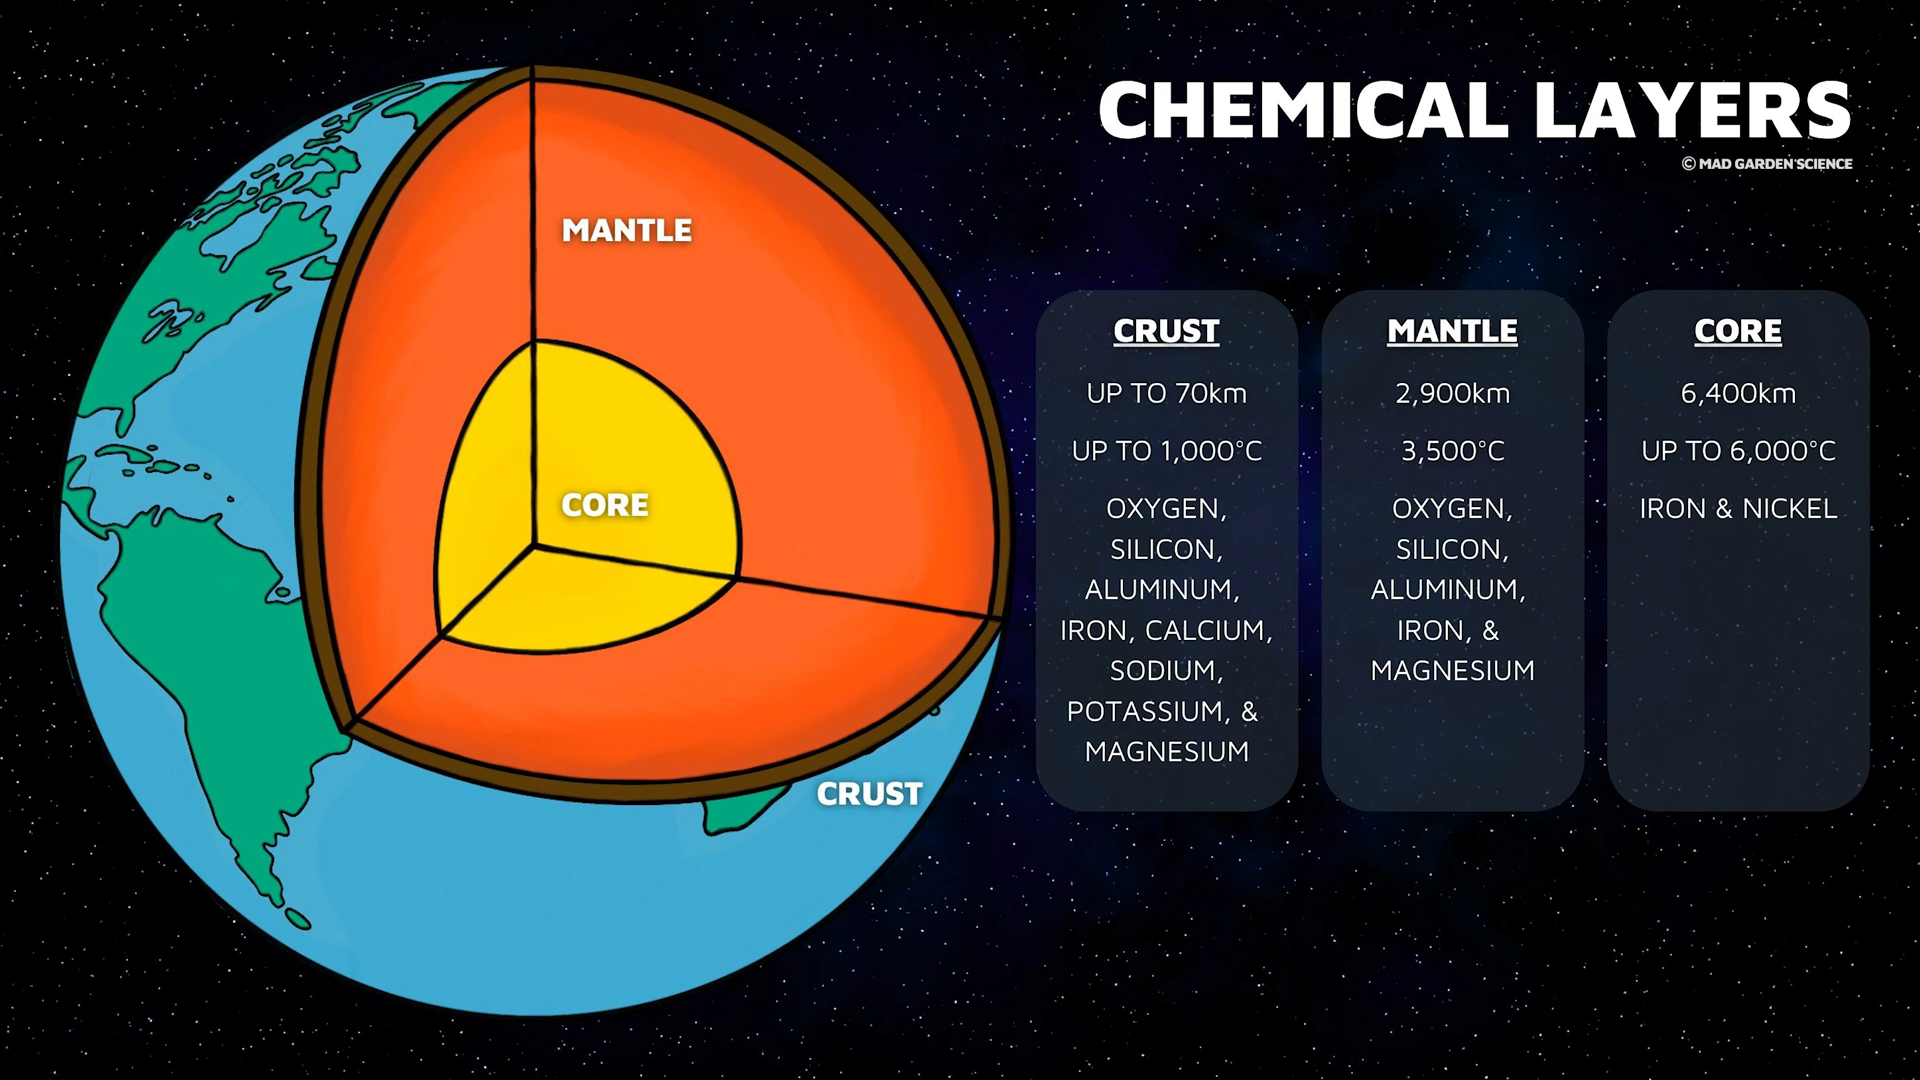 CHEMICAL LAYERS
© MAD GARDEN SCIENCE
MANTLE
CORE
CRUST
CRUST
UP TO 70km
UP TO 1,000°C
OXYGEN,
SILICON,
ALUMINUM,
IRON, CALCIUM,
SODIUM,
POTASSIUM, &
MAGNESIUM
MANTLE
2,900km
3,500°C
OXYGEN,
SILICON,
ALUMINUM,
IRON, &
MAGNESIUM
CORE
6,400km
UP TO 6,000°C
IRON & NICKEL